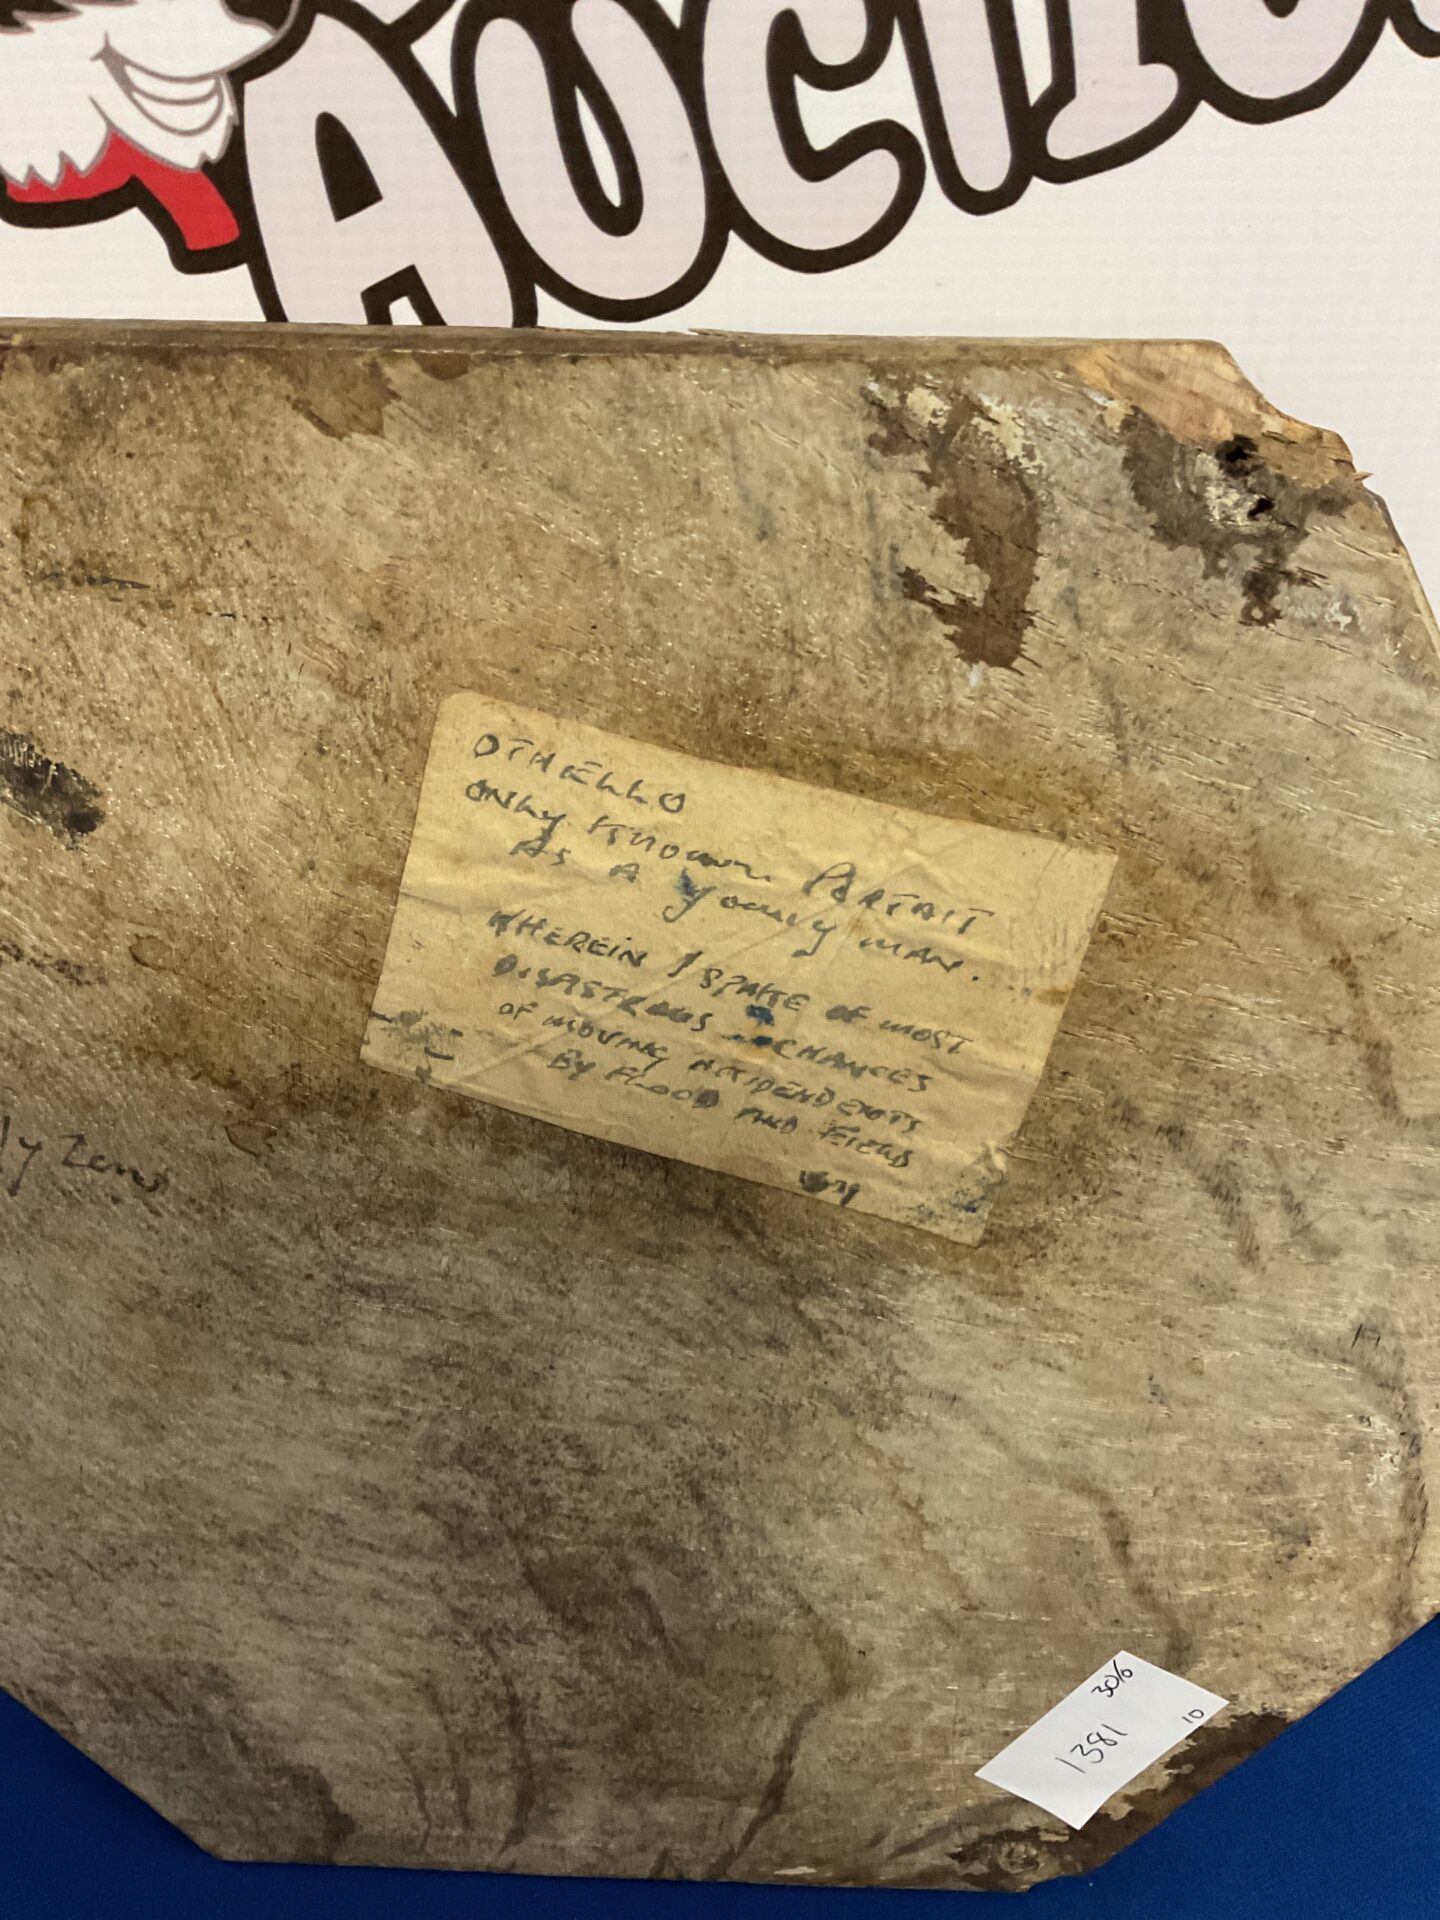 AUCTIO
OTHELLO
ONLY KNOWN PORTRAIT
AS A YOUNG MAN.
WHEREIN I SPAKE OF MOST
DISASTROUS CHANCES
OF MOVING
BY FLOOD AND FIELD
30/6
1381
10